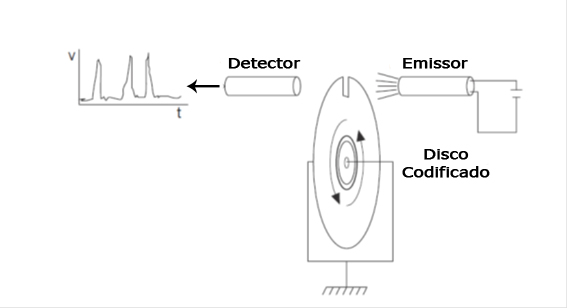 V
t
Detector
Emissor
Disco
Codificado